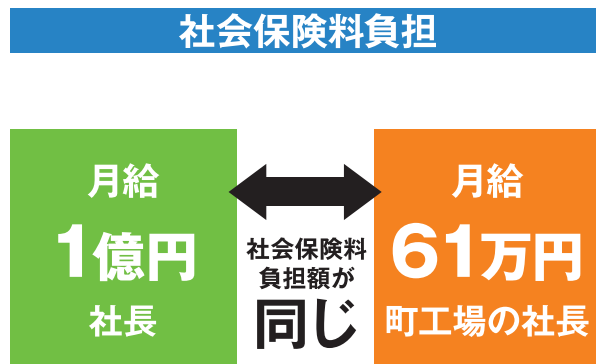 社会保険料負担
月給
1億円
社長
社会保険料
負担額が
同じ
月給
61万円
町工場の社長